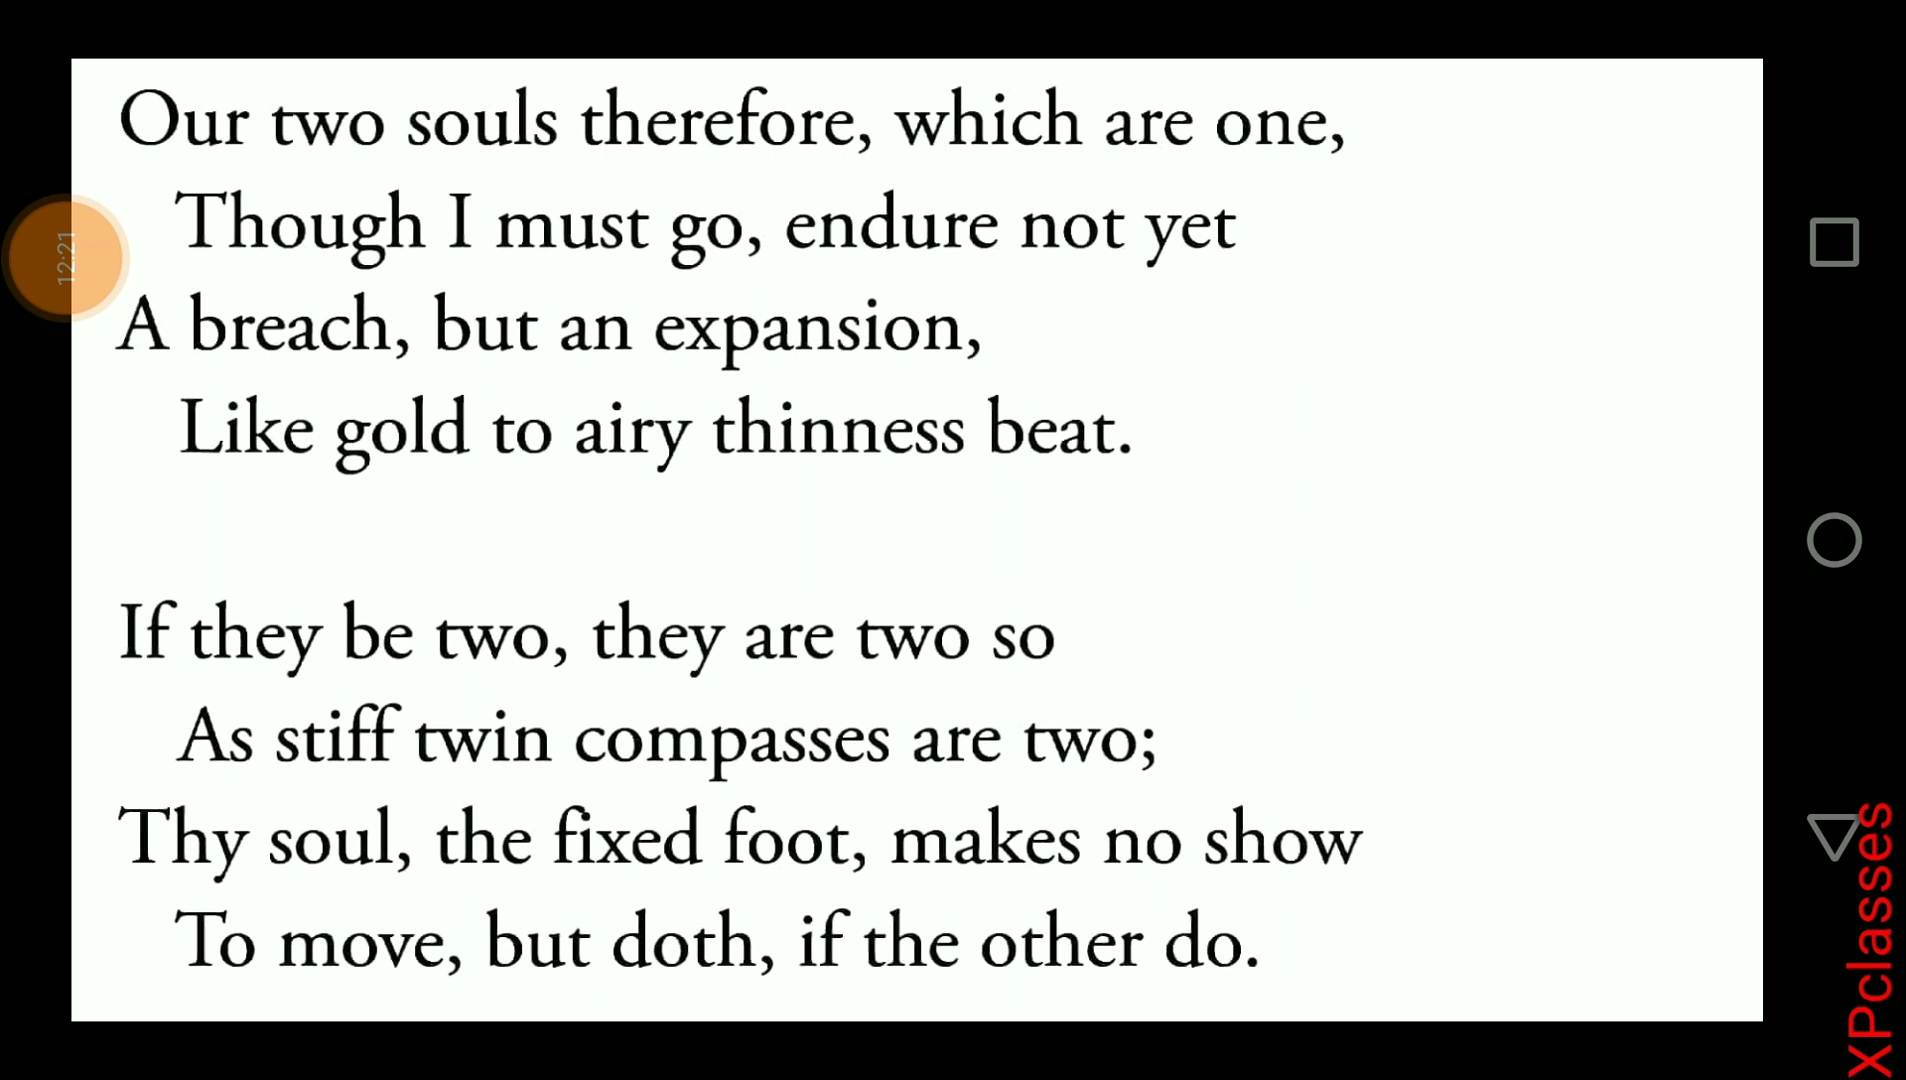 Our two souls therefore, which are one,
Though I must go, endure not yet
A breach, but an expansion,
Like gold to airy thinness beat.
If they be two, they are two so
As stiff twin compasses are two;
Thy soul, the fixed foot, makes no show
To move, but doth, if the other do.
12:21
XPclasses